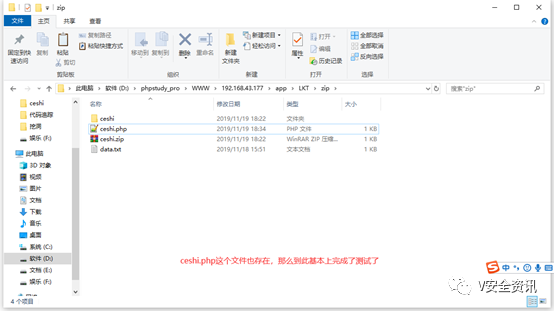 zip
文件 主页 共享 查看
固定到快速访问 复制 粘贴 复制路径 粘贴快捷方式 剪切
移动到 复制到 删除 重命名
新建文件夹 新建项目 轻松访问
属性 打开 编辑 历史记录
全部选择 全部取消 反向选择
剪贴板 组织 新建 打开 选择
此电脑 > 软件 (D:) > phpstudy_pro > WWW > 192.168.43.177 > app > LKT > zip >
搜索"zip"
名称 修改日期 类型 大小
ceshi 2019/11/19 18:22 文件夹
ceshi.php 2019/11/19 18:34 PHP 文件 1 KB
ceshi.zip 2019/11/19 18:22 WinRAR ZIP 压缩... 1 KB
data.txt 2019/11/18 15:51 文本文档 1 KB
ceshi
代码追踪
挖洞
娱乐 (F:)
此电脑
3D 对象
视频
图片
文档
下载
音乐
桌面
系统 (C:)
软件 (D:)
文档 (E:)
娱乐 (F:)
ceshi.php这个文件也存在，那么到此基本上完成了测试了
中
V安全资讯
4 个项目